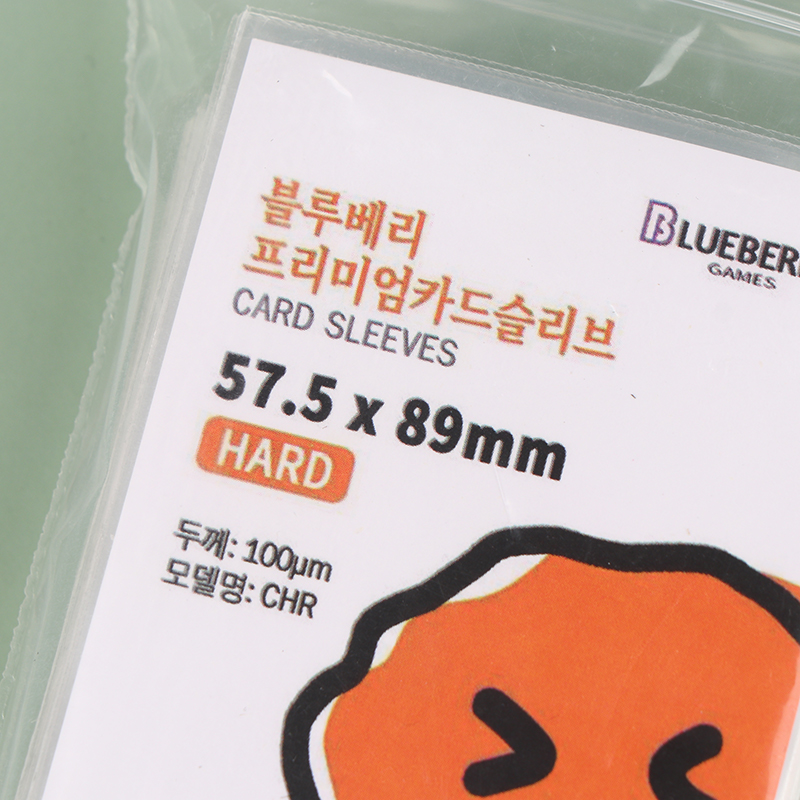 블루베리
프리미엄카드슬리브
CARD SLEEVES
57.5 x 89mm
HARD
두께: 100μm
모델명: CHR
BLUEBER
GAMES